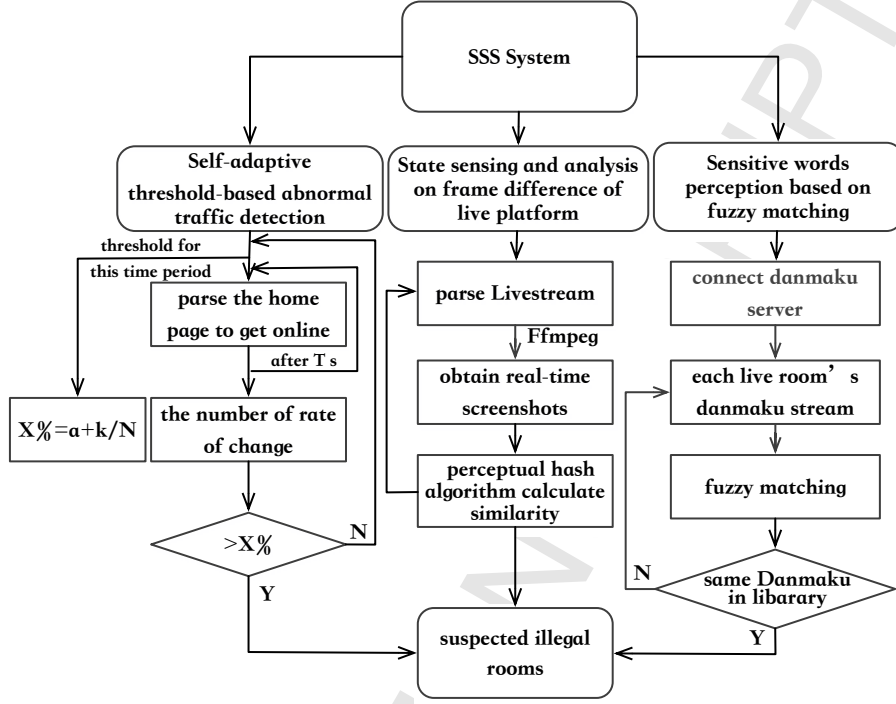 SSS System
Self-adaptive
threshold-based abnormal
traffic detection
State sensing and analysis
on frame difference of
live platform
Sensitive words
perception based on
fuzzy matching
threshold for
this time period
parse the home
page to get online
after T s
X%=a+k/N
the number of rate
of change
>X%
N
Y
parse Livestream
Ffmpeg
obtain real-time
screenshots
perceptual hash
algorithm calculate
similarity
connect danmaku
server
each live room’s
danmaku stream
fuzzy matching
same Danmaku
in libarary
N
Y
suspected illegal
rooms